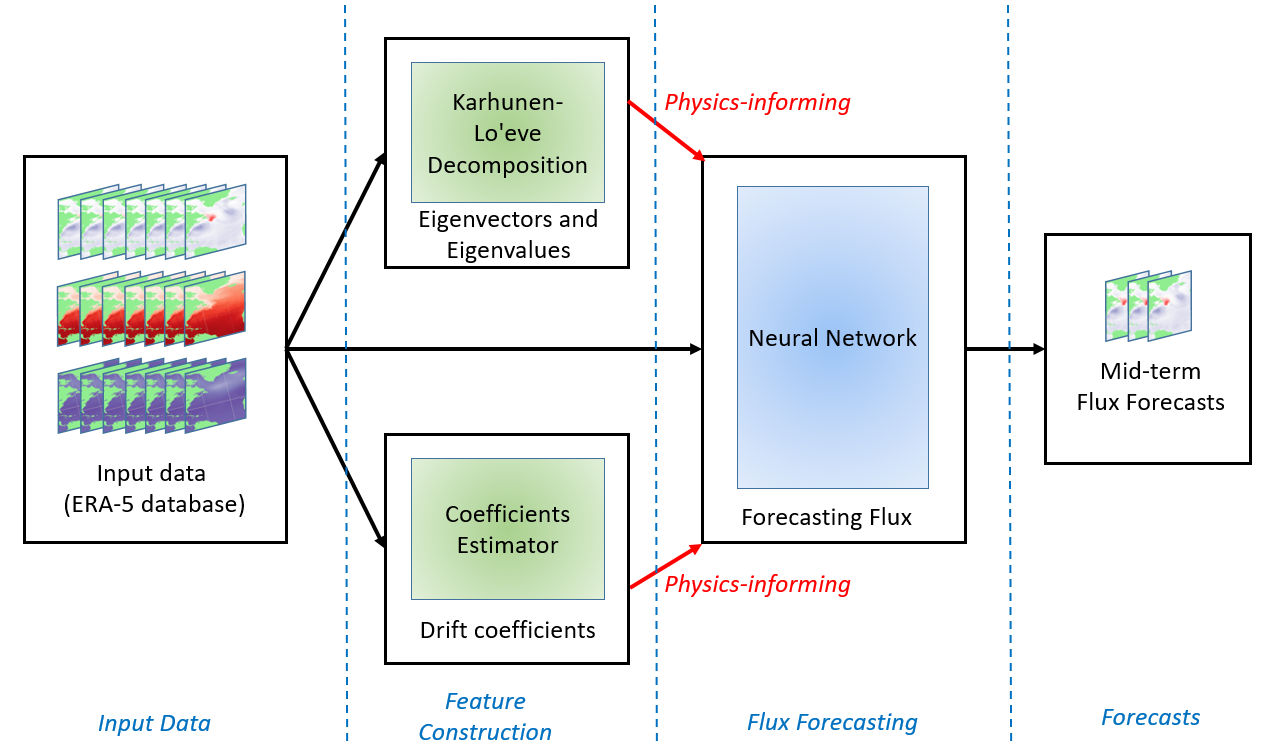 Input data
(ERA-5 database)
Karhunen-
Lo'eve
Decomposition
Eigenvectors and
Eigenvalues
Coefficients
Estimator
Drift coefficients
Physics-informing
Physics-informing
Neural Network
Forecasting Flux
Mid-term
Flux Forecasts
Input Data
Feature
Construction
Flux Forecasting
Forecasts